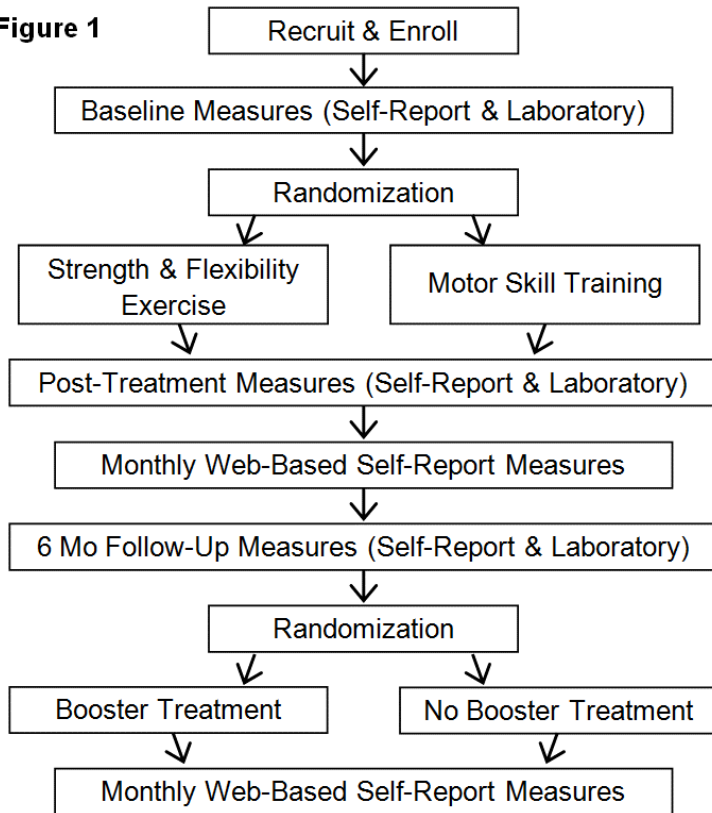 Figure 1
Recruit & Enroll
Baseline Measures (Self-Report & Laboratory)
Randomization
Strength & Flexibility
Exercise
Motor Skill Training
Post-Treatment Measures (Self-Report & Laboratory)
Monthly Web-Based Self-Report Measures
6 Mo Follow-Up Measures (Self-Report & Laboratory)
Randomization
Booster Treatment
No Booster Treatment
Monthly Web-Based Self-Report Measures